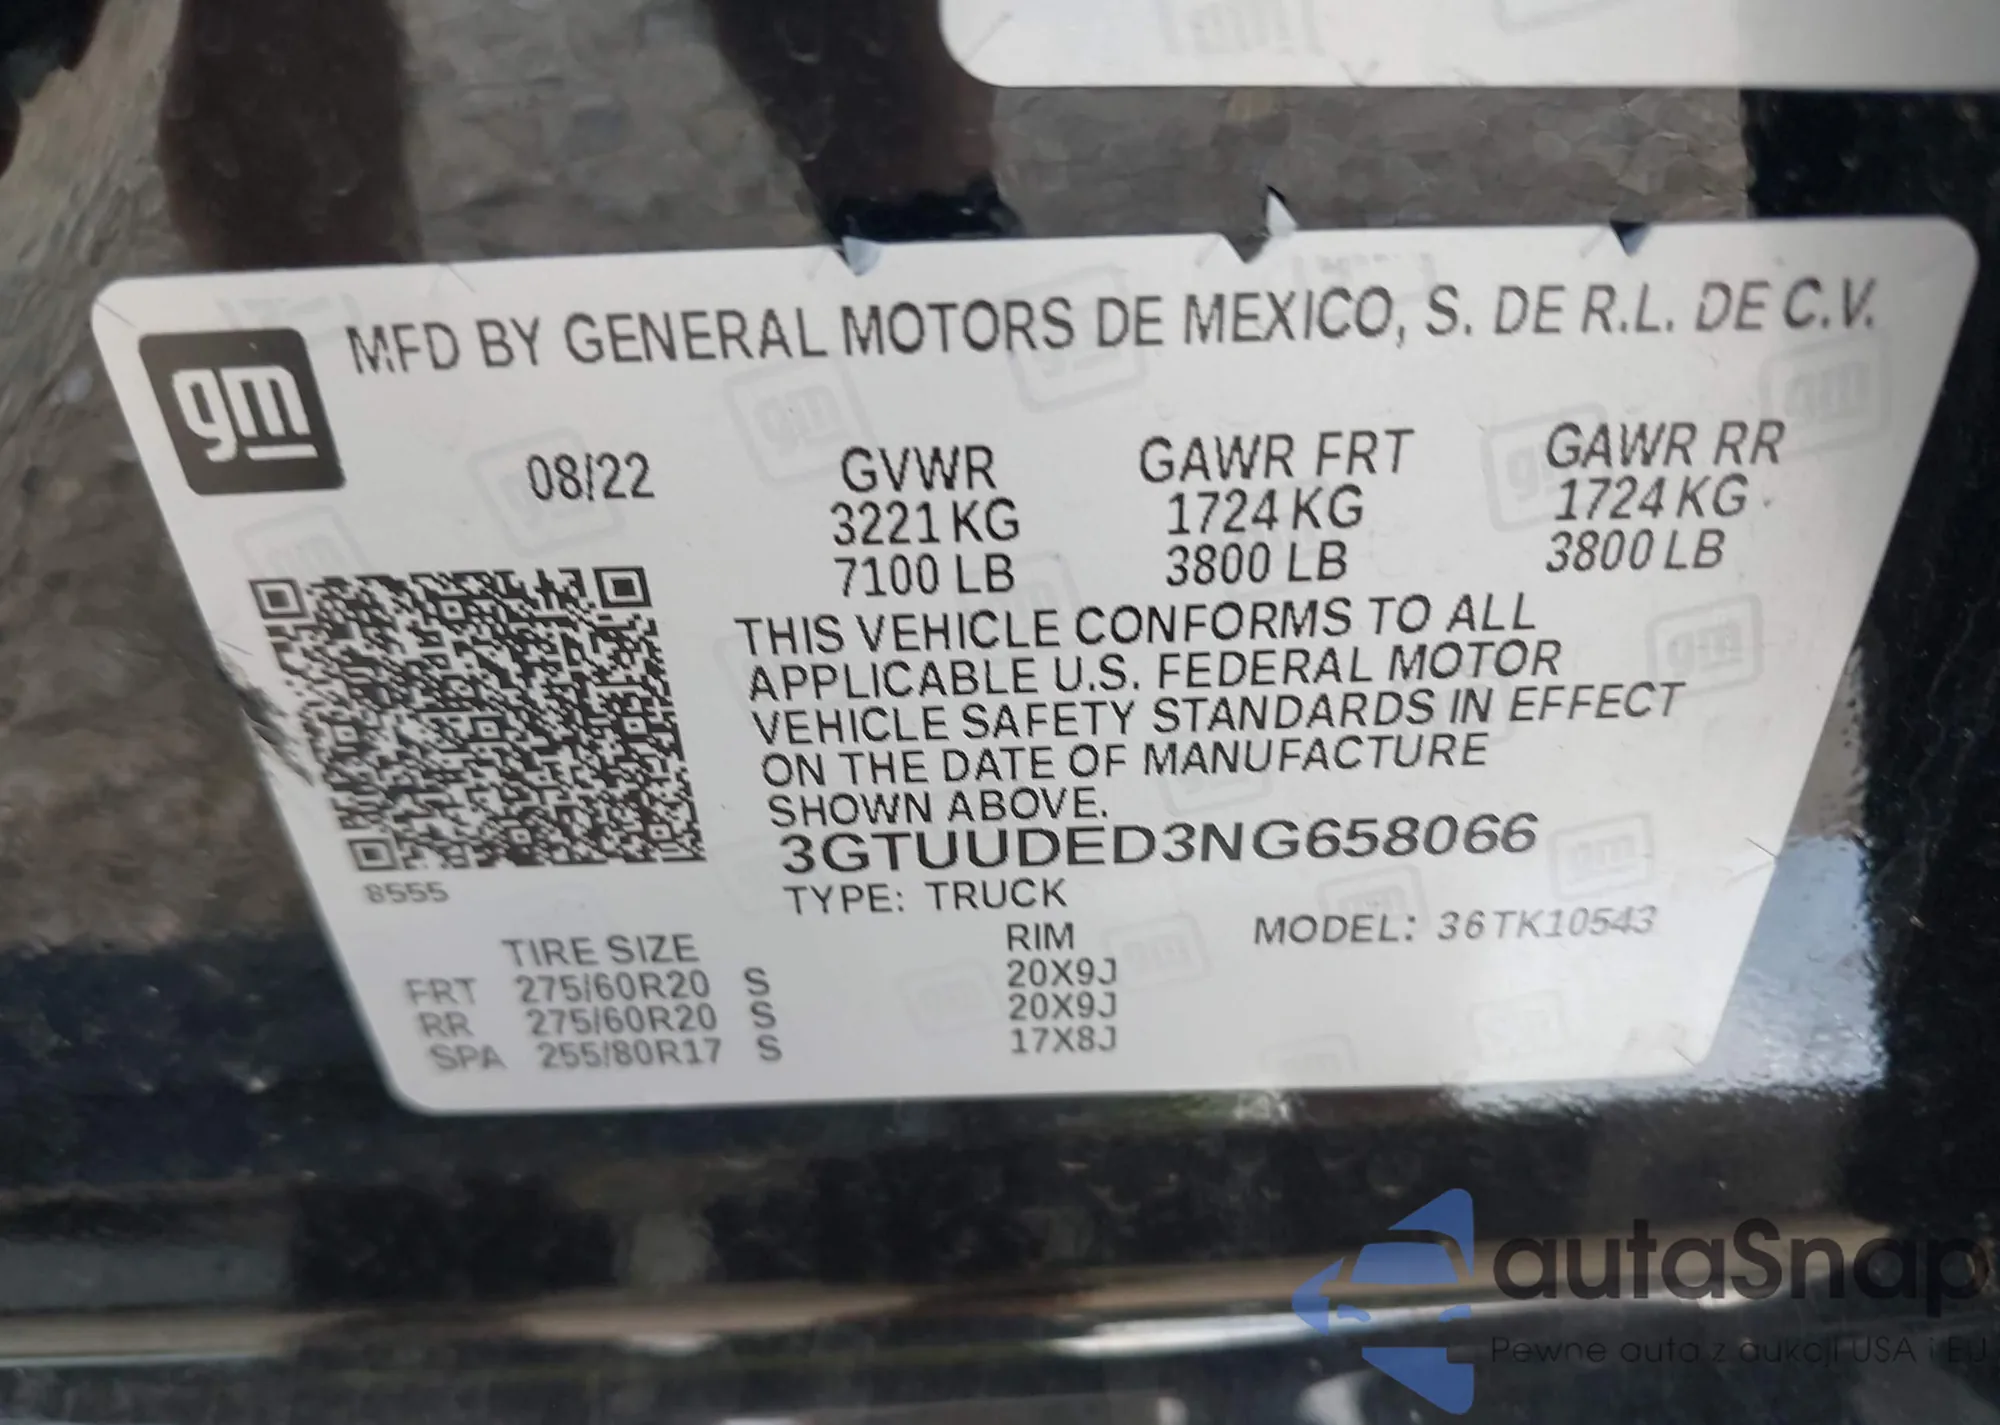 gm
MFD BY GENERAL MOTORS DE MEXICO, S. DE R.L. DE C.V.
08/22 GVWR GAWR FRT GAWR RR
3221 KG 1724 KG 1724 KG
7100 LB 3800 LB 3800 LB
THIS VEHICLE CONFORMS TO ALL
APPLICABLE U.S. FEDERAL MOTOR
VEHICLE SAFETY STANDARDS IN EFFECT
ON THE DATE OF MANUFACTURE
SHOWN ABOVE.
3GTUUDED3NG658066
8555
TYPE: TRUCK
MODEL: 36TK10543
TIRE SIZE RIM
FRT 275/60R20 S 20X9J
RR 275/60R20 S 20X9J
SPA 255/80R17 S 17X8J
autaSnap
Pewne auta z aukcji USA i EU